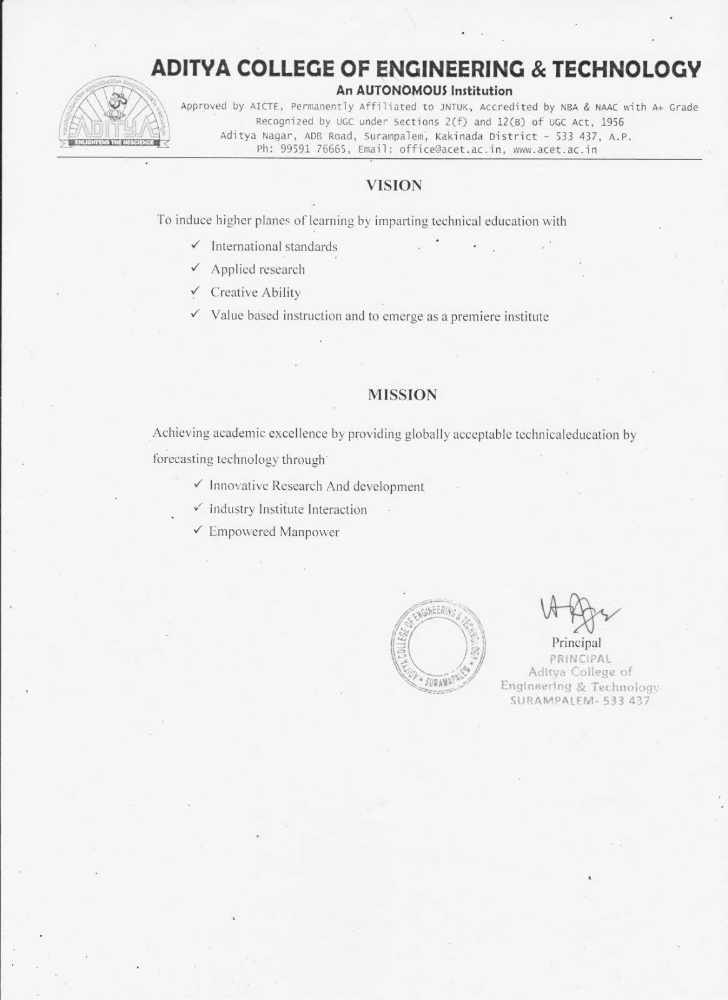 ADITYA COLLEGE OF ENGINEERING & TECHNOLOGY
An AUTONOMOUS Institution
Approved by AICTE, Permanently Affiliated to JNTUK, Accredited by NBA & NAAC with A+ Grade
Recognized by UGC under Sections 2(f) and 12(B) of UGC Act, 1956
Aditya Nagar, ADB Road, Surampalem, Kakinada District - 533 437, A.P.
Ph: 99591 76665, Email: office@acet.ac.in, www.acet.ac.in
ADITYA
ENLIGHTENS THE NESCIENCE
VISION
To induce higher planes of learning by imparting technical education with
✓ International standards
✓ Applied research
✓ Creative Ability
✓ Value based instruction and to emerge as a premiere institute
MISSION
Achieving academic excellence by providing globally acceptable technicaleducation by
forecasting technology through
✓ Innovative Research And development
✓ Industry Institute Interaction
✓ Empowered Manpower
ADITYA COLLEGE OF ENGINEERING & TECHNOLOGY * SURAMAPALEM *
Principal
PRINCIPAL
Aditya College of
Engineering & Technology
SURAMPALEM- 533 437